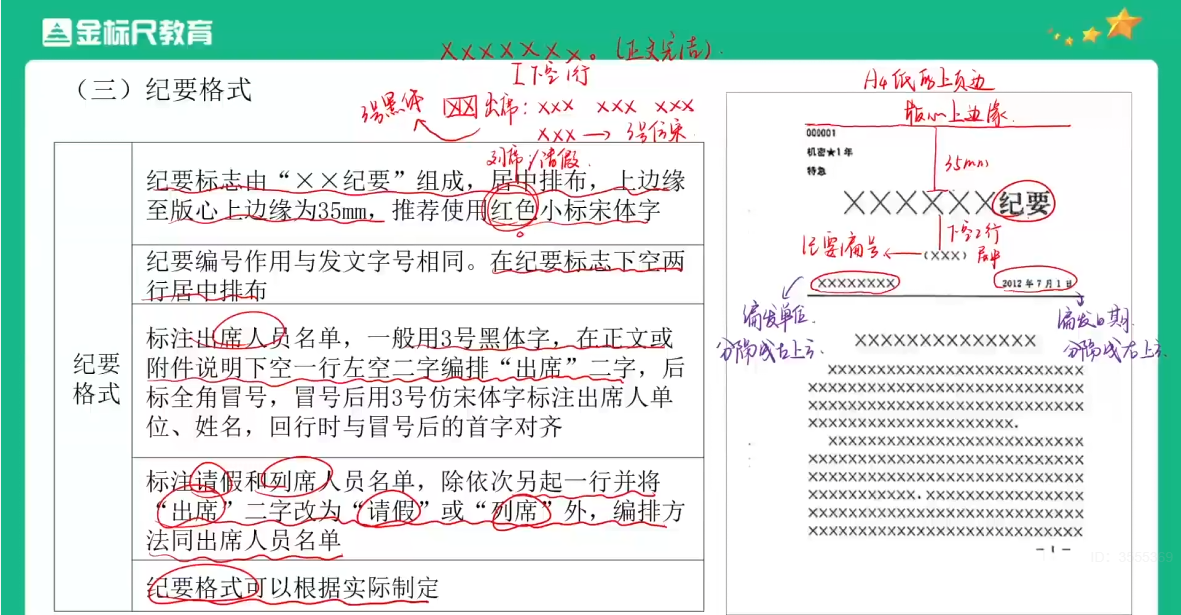 金标尺教育
（三）纪要格式
×××××××。(正文完结).
下空1行
3号黑体
××出席：××× ××× ×××
××× → 3号仿宋
列席/请假.
纪要格式
纪要标志由“××纪要”组成，居中排布，上边缘
至版心上边缘为35mm，推荐使用红色小标宋体字
纪要编号作用与发文字号相同。在纪要标志下空两
行居中排布
标注出席人员名单，一般用3号黑体字，在正文或
附件说明下空一行左空二字编排“出席”二字，后
标全角冒号，冒号后用3号仿宋体字标注出席人单
位、姓名，回行时与冒号后的首字对齐
标注请假和列席人员名单，除依次另起一行并将
“出席”二字改为“请假”或“列席”外，编排方
法同出席人员名单
纪要格式可以根据实际制定
A4纸的上页边
版心上边缘.
000001
机密★1年
特急
35mm
××××××纪要
下空2行
纪要编号
(×××)
居中
××××××××
2012年7月1日
编发单位.
分隔线左上方.
编发日期.
分隔线右上方.
××××××××××××××
××××××××××××××××××××××××
××××××××××××××××××××××××××
××××××××××××××××××××××××××
×××××××××××××××××××.
××××××××××××××××××××××××
××××××××××××××××××××××××××
××××××××××××××××××××××××××
×××××××××××.××××××××××××××
××××××××××××××××××××××××××
××××××××××××××××××××××××××
－1－
ID: 3555359